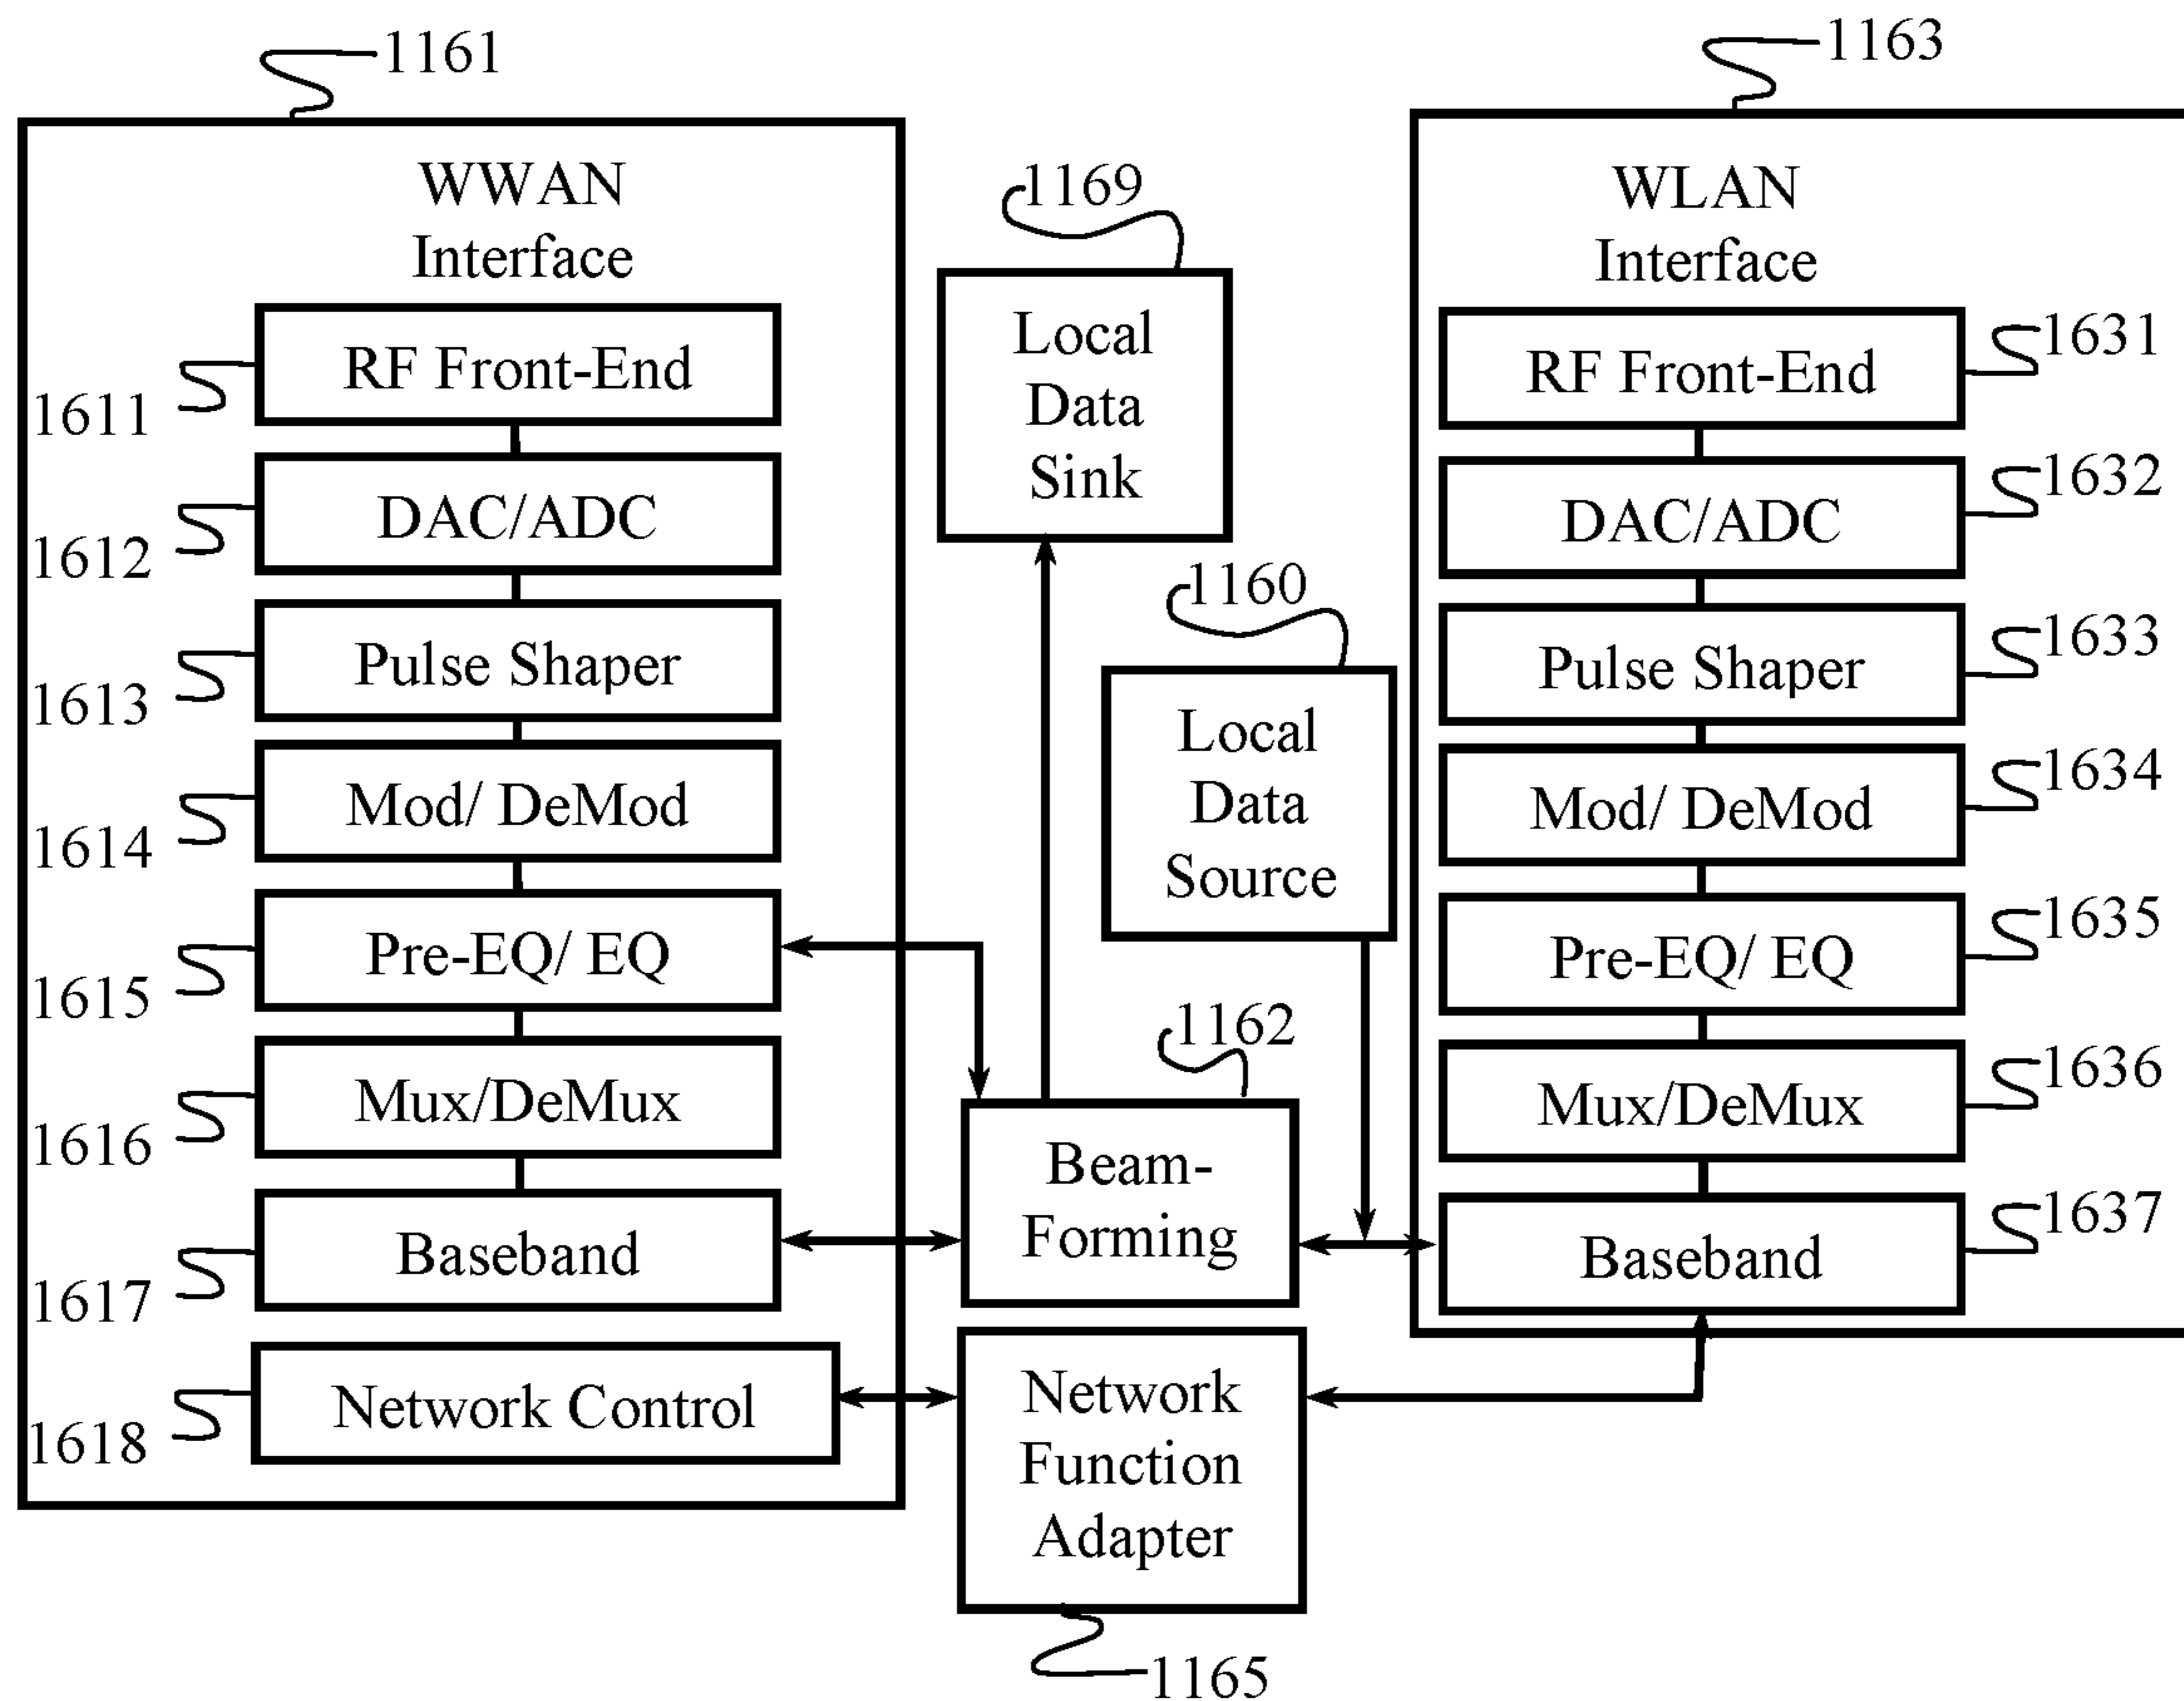 1161
WWAN
Interface
RF Front-End
1611
DAC/ADC
1612
Pulse Shaper
1613
Mod/ DeMod
1614
Pre-EQ/ EQ
1615
Mux/DeMux
1616
Baseband
1617
Network Control
1618
1169
Local
Data
Sink
1160
Local
Data
Source
1162
Beam-
Forming
Network
Function
Adapter
1165
1163
WLAN
Interface
RF Front-End
1631
DAC/ADC
1632
Pulse Shaper
1633
Mod/ DeMod
1634
Pre-EQ/ EQ
1635
Mux/DeMux
1636
Baseband
1637